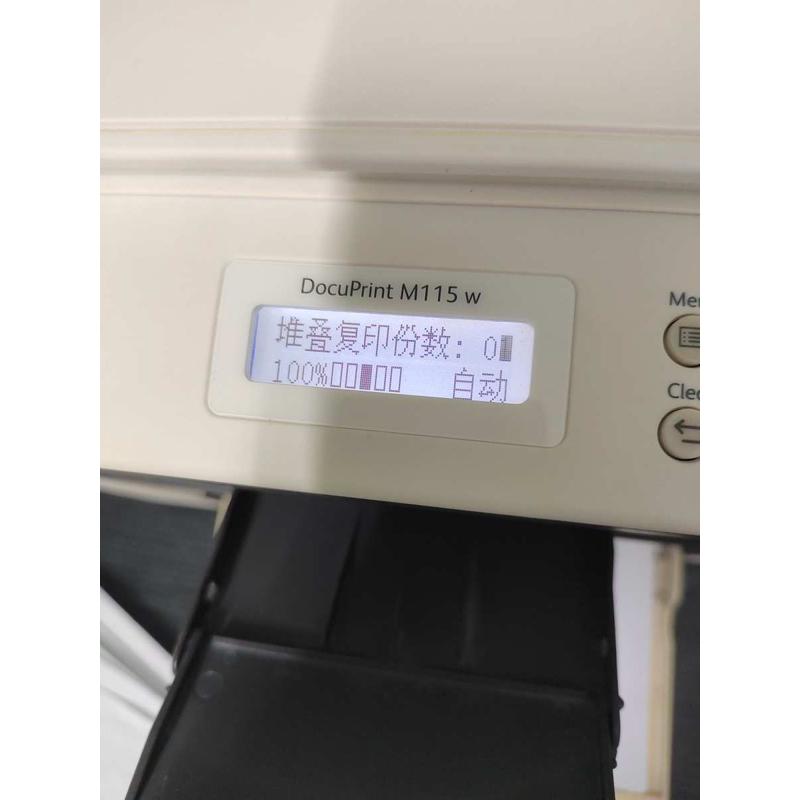 DocuPrint M115 w
堆叠复印份数: 0
100%▯▯▮▯▯ 自动